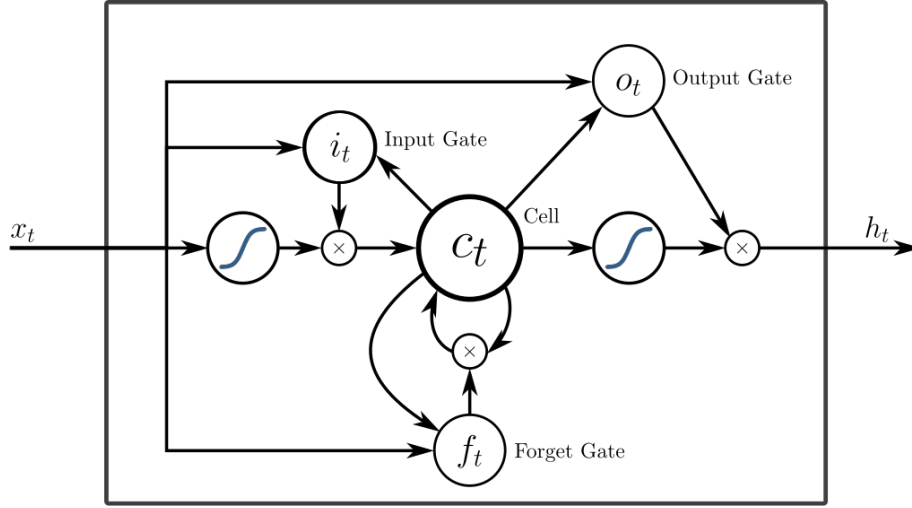 o_t Output Gate
i_t Input Gate
x_t
×
c_t Cell
×
h_t
×
f_t Forget Gate